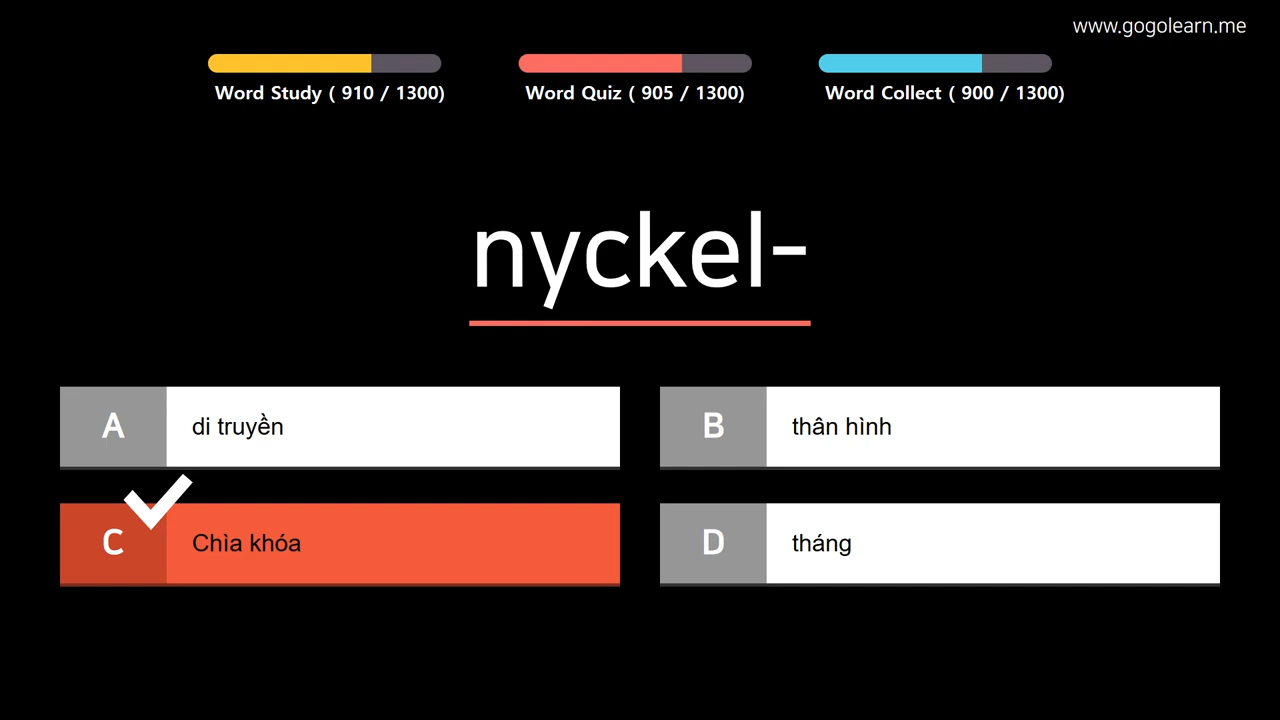 www.gogolearn.me
Word Study ( 910 / 1300)
Word Quiz ( 905 / 1300)
Word Collect ( 900 / 1300)
nyckel-
A
di truyền
B
thân hình
C
Chìa khóa
D
tháng